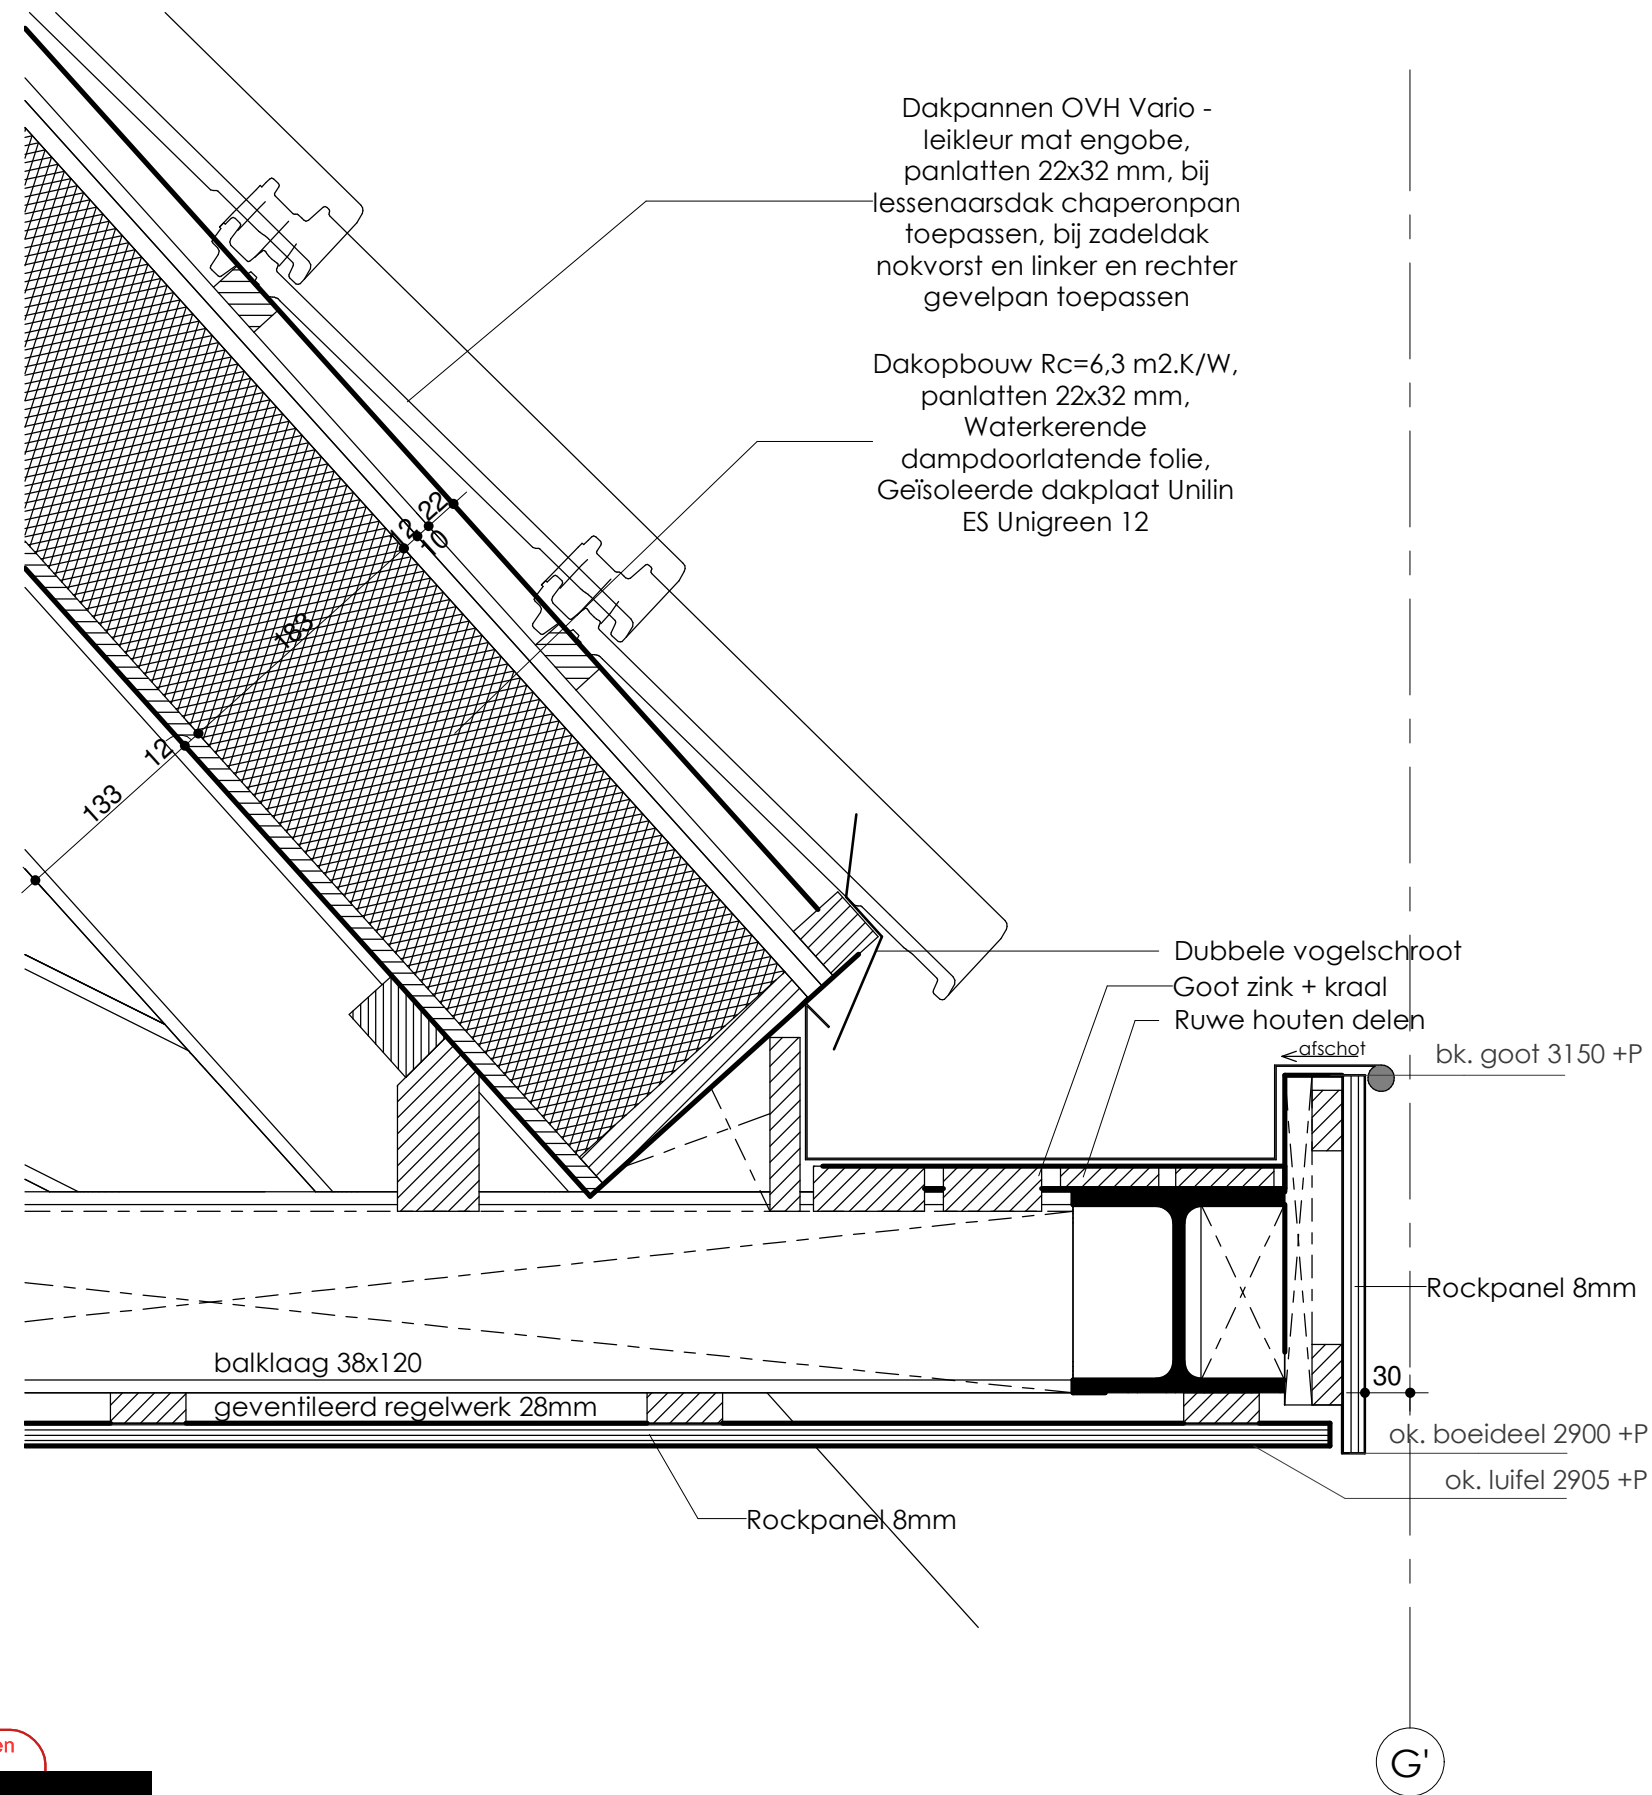 Dakpannen OVH Vario -
leikleur mat engobe,
panlatten 22x32 mm, bij
lessenaarsdak chaperonpan
toepassen, bij zadeldak
nokvorst en linker en rechter
gevelpan toepassen
Dakopbouw Rc=6,3 m2.K/W,
panlatten 22x32 mm,
Waterkerende
dampdoorlatende folie,
Geïsoleerde dakplaat Unilin
ES Unigreen 12
22
12
10
183
12
133
Dubbele vogelschroot
Goot zink + kraal
Ruwe houten delen
afschot
bk. goot 3150 +P
Rockpanel 8mm
balklaag 38x120
30
geventileerd regelwerk 28mm
ok. boeideel 2900 +P
ok. luifel 2905 +P
Rockpanel 8mm
en
G'